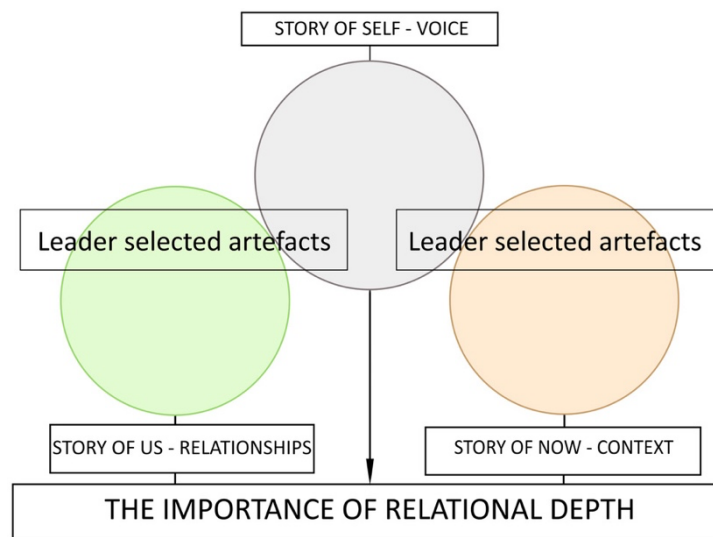 STORY OF SELF - VOICE
Leader selected artefacts
Leader selected artefacts
STORY OF US - RELATIONSHIPS
STORY OF NOW - CONTEXT
THE IMPORTANCE OF RELATIONAL DEPTH